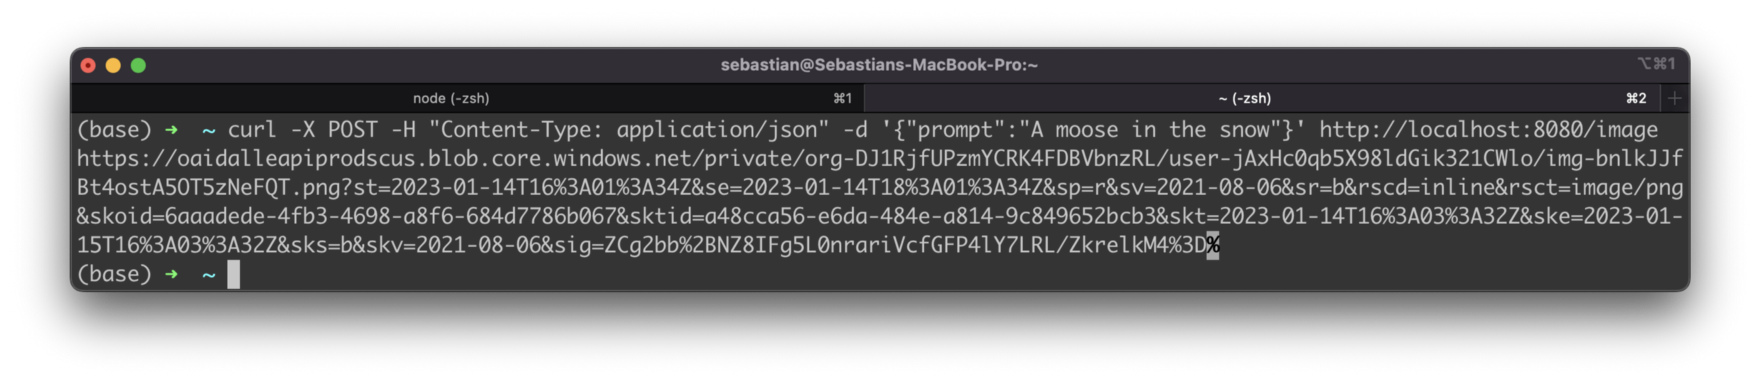 sebastian@Sebastians-MacBook-Pro:~ ⌥⌘1
node (-zsh) ⌘1 ~ (-zsh) ⌘2 +
(base) ➜ ~ curl -X POST -H "Content-Type: application/json" -d '{"prompt":"A moose in the snow"}' http://localhost:8080/image
https://oaidalleapiprodscus.blob.core.windows.net/private/org-DJ1RjfUPzmYCRK4FDBVbnzRL/user-jAxHc0qb5X98ldGik321CWlo/img-bnlkJJf
Bt4ostA5OT5zNeFQT.png?st=2023-01-14T16%3A01%3A34Z&se=2023-01-14T18%3A01%3A34Z&sp=r&sv=2021-08-06&sr=b&rscd=inline&rsct=image/png
&skoid=6aaadede-4fb3-4698-a8f6-684d7786b067&sktid=a48cca56-e6da-484e-a814-9c849652bcb3&skt=2023-01-14T16%3A03%3A32Z&ske=2023-01-
15T16%3A03%3A32Z&sks=b&skv=2021-08-06&sig=ZCg2bb%2BNZ8IFg5L0nrariVcfGFP4lY7LRL/ZkrelkM4%3D%
(base) ➜ ~